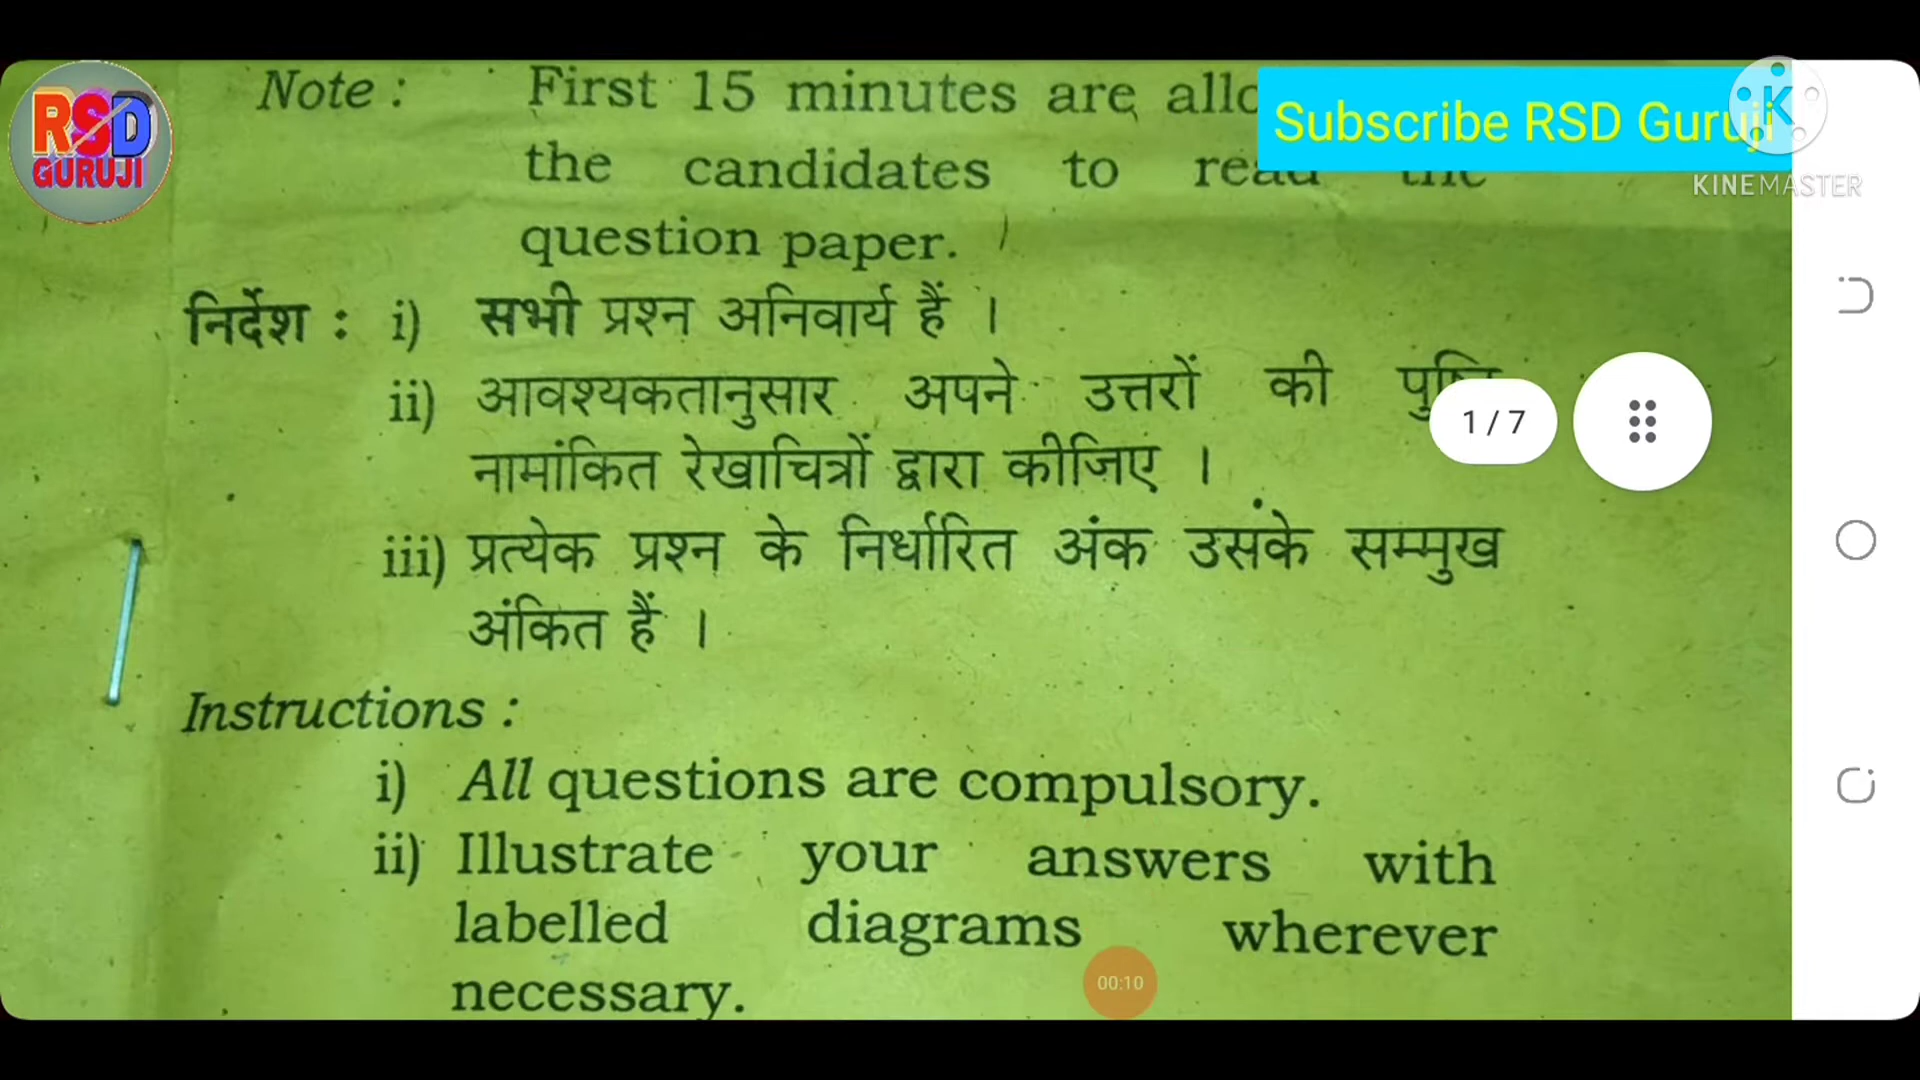 RSD
GURUJI
Subscribe RSD Guruji
K
KINEMASTER
Note : First 15 minutes are
the candidates to read the
question paper.
निर्देश : i) सभी प्रश्न अनिवार्य हैं ।
ii) आवश्यकतानुसार अपने उत्तरों की
1 / 7
नामांकित रेखाचित्रों द्वारा कीजिए ।
iii) प्रत्येक प्रश्न के निर्धारित अंक उसके सम्मुख
अंकित हैं ।
Instructions :
i) All questions are compulsory.
ii) Illustrate your answers with
labelled diagrams wherever
necessary.
00:10